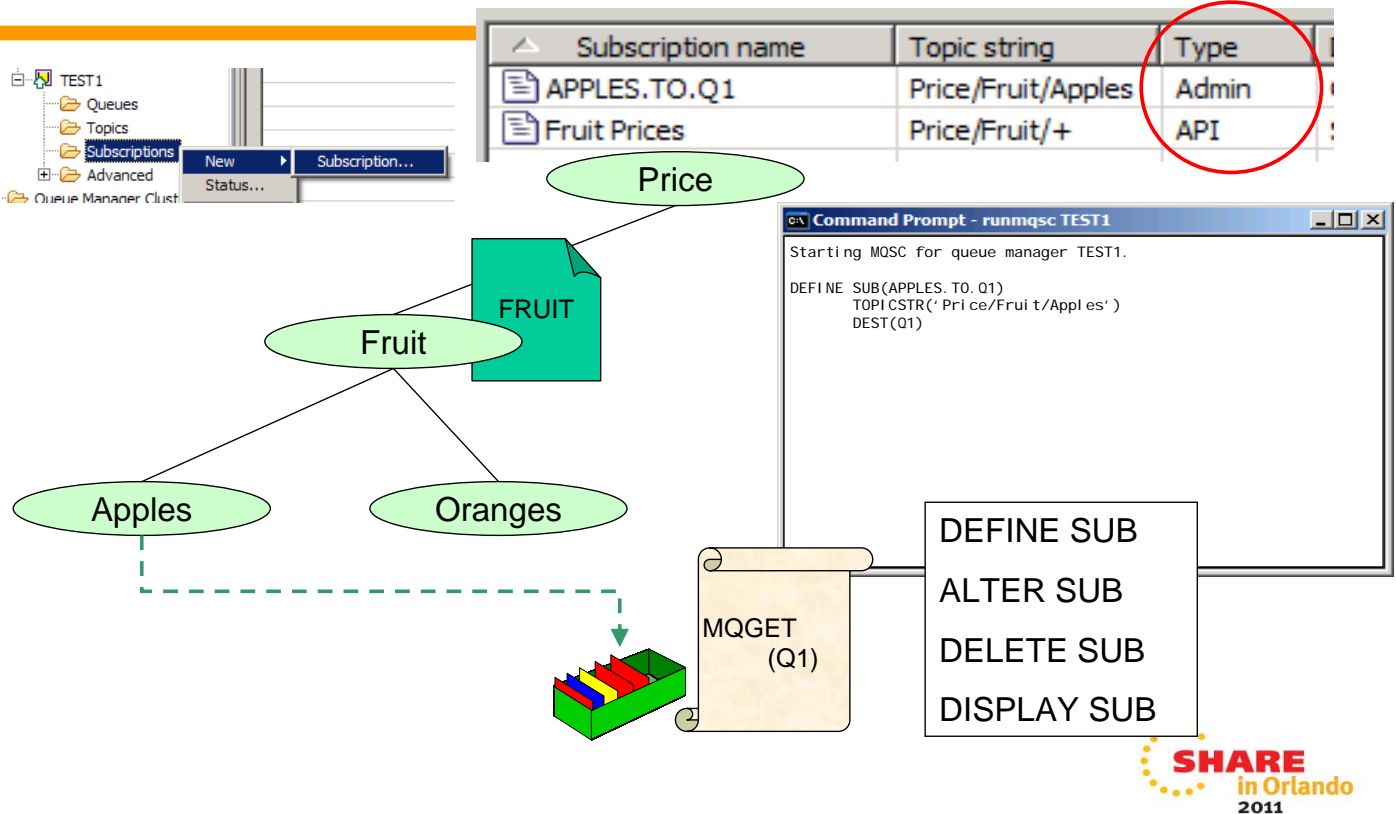 TEST1
Queues
Topics
Subscriptions
Advanced
Queue Manager Clust
New
Subscription...
Status...
Subscription name Topic string Type
APPLES.TO.Q1 Price/Fruit/Apples Admin
Fruit Prices Price/Fruit/+ API
Price
FRUIT
Fruit
Apples
Oranges
Command Prompt - runmqsc TEST1
Starting MQSC for queue manager TEST1.
DEFINE SUB(APPLES.TO.Q1)
TOPICSTR('Price/Fruit/Apples')
DEST(Q1)
MQGET
(Q1)
DEFINE SUB
ALTER SUB
DELETE SUB
DISPLAY SUB
SHARE
in Orlando
2011